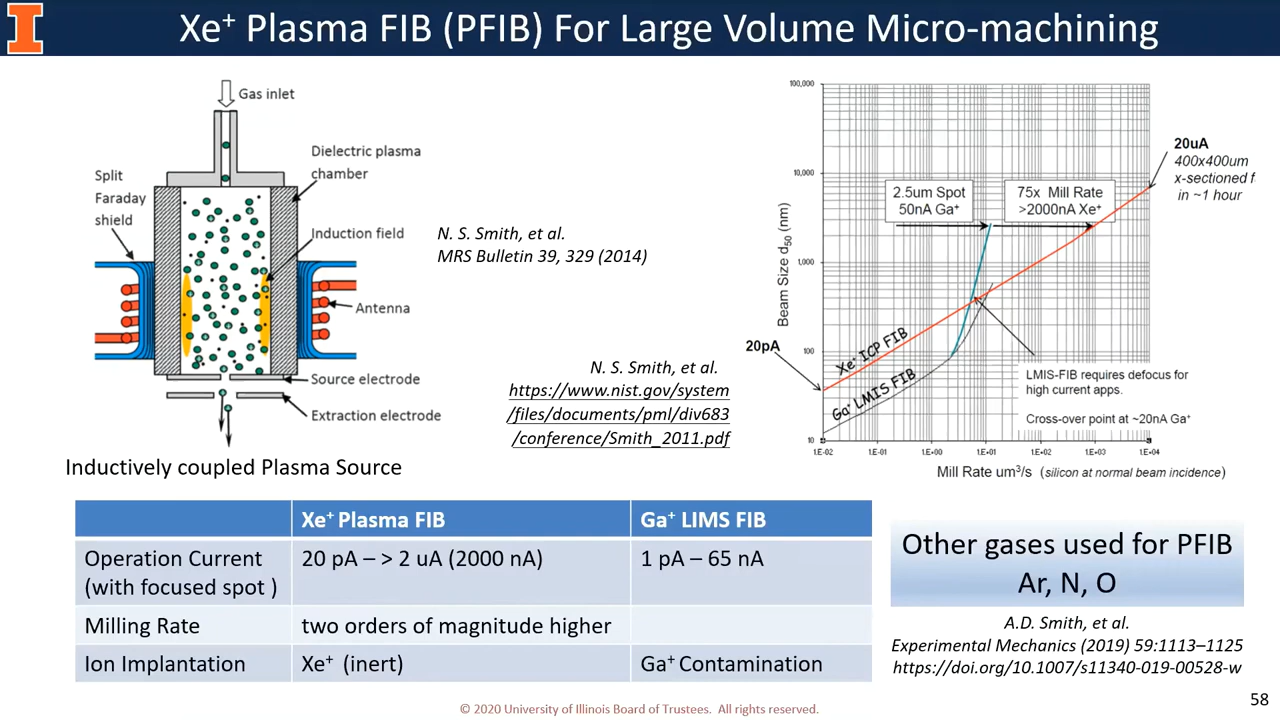 Xe⁺ Plasma FIB (PFIB) For Large Volume Micro-machining
Gas inlet
Dielectric plasma
chamber
Split
Faraday
shield
Induction field
Antenna
Source electrode
Extraction electrode
Inductively coupled Plasma Source
N. S. Smith, et al.
MRS Bulletin 39, 329 (2014)
N. S. Smith, et al.
https://www.nist.gov/system
/files/documents/pml/div683
/conference/Smith_2011.pdf
100,000
10,000
1,000
100
10
Beam Size d₅₀ (nm)
1.E-02
1.E-01
1.E+00
1.E+01
1.E+02
1.E+03
1.E+04
Mill Rate um³/s (silicon at normal beam incidence)
2.5um Spot
50nA Ga⁺
75x Mill Rate
>2000nA Xe⁺
20uA
400x400um
x-sectioned f
in ~1 hour
20pA
Xe⁺ ICP FIB
Ga⁺ LMIS FIB
LMIS-FIB requires defocus for
high current apps.
Cross-over point at ~20nA Ga⁺
Xe⁺ Plasma FIB
Ga⁺ LIMS FIB
Operation Current
(with focused spot )
20 pA – > 2 uA (2000 nA)
1 pA – 65 nA
Milling Rate
two orders of magnitude higher
Ion Implantation
Xe⁺ (inert)
Ga⁺ Contamination
Other gases used for PFIB
Ar, N, O
A.D. Smith, et al.
Experimental Mechanics (2019) 59:1113–1125
https://doi.org/10.1007/s11340-019-00528-w
© 2020 University of Illinois Board of Trustees. All rights reserved.
58